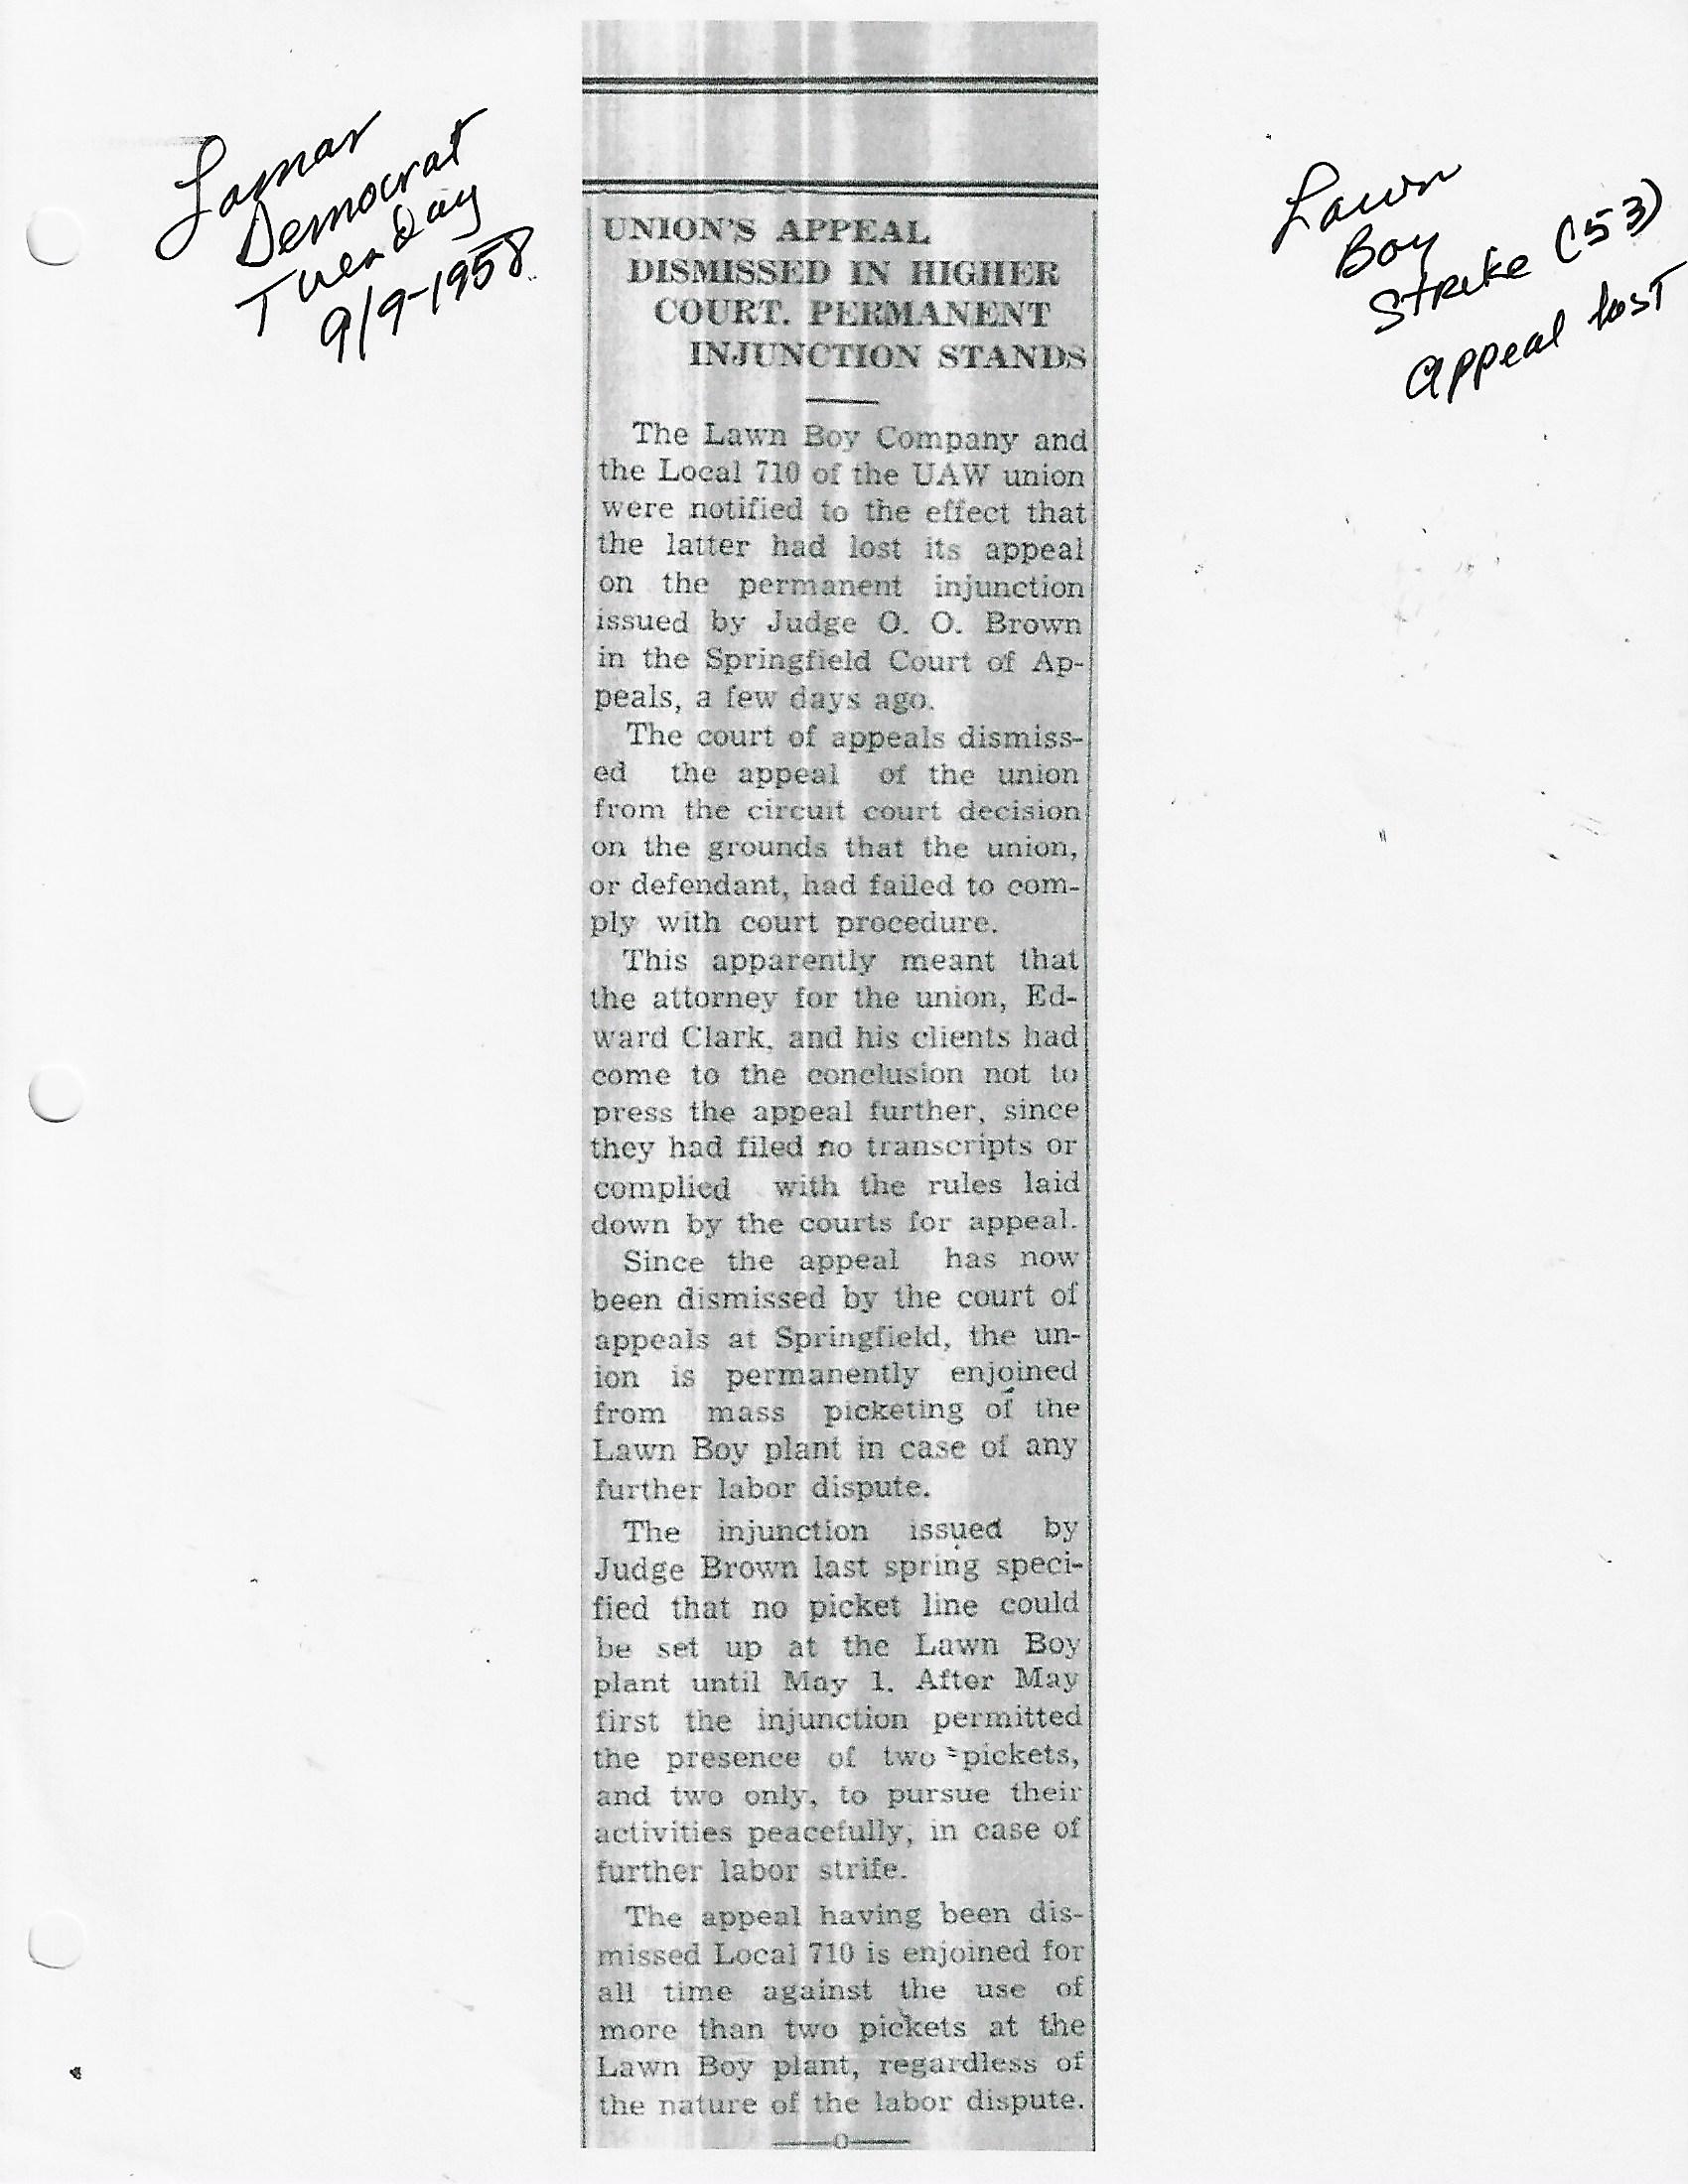 Lamar
Democrat
Tuesday
9/9-1958
Lawn
Boy
Strike (53)
Appeal lost
UNION'S APPEAL
DISMISSED IN HIGHER
COURT. PERMANENT
INJUNCTION STANDS
The Lawn Boy Company and
the Local 710 of the UAW union
were notified to the effect that
the latter had lost its appeal
on the permanent injunction
issued by Judge O. O. Brown
in the Springfield Court of Ap-
peals, a few days ago.
The court of appeals dismiss-
ed the appeal of the union
from the circuit court decision
on the grounds that the union,
or defendant, had failed to com-
ply with court procedure.
This apparently meant that
the attorney for the union, Ed-
ward Clark, and his clients had
come to the conclusion not to
press the appeal further, since
they had filed no transcripts or
complied with the rules laid
down by the courts for appeal.
Since the appeal has now
been dismissed by the court of
appeals at Springfield, the un-
ion is permanently enjoined
from mass picketing of the
Lawn Boy plant in case of any
further labor dispute.
The injunction issued by
Judge Brown last spring speci-
fied that no picket line could
be set up at the Lawn Boy
plant until May 1. After May
first the injunction permitted
the presence of two pickets,
and two only, to pursue their
activities peacefully, in case of
further labor strife.
The appeal having been dis-
missed Local 710 is enjoined for
all time against the use of
more than two pickets at the
Lawn Boy plant, regardless of
the nature of the labor dispute.
——0——